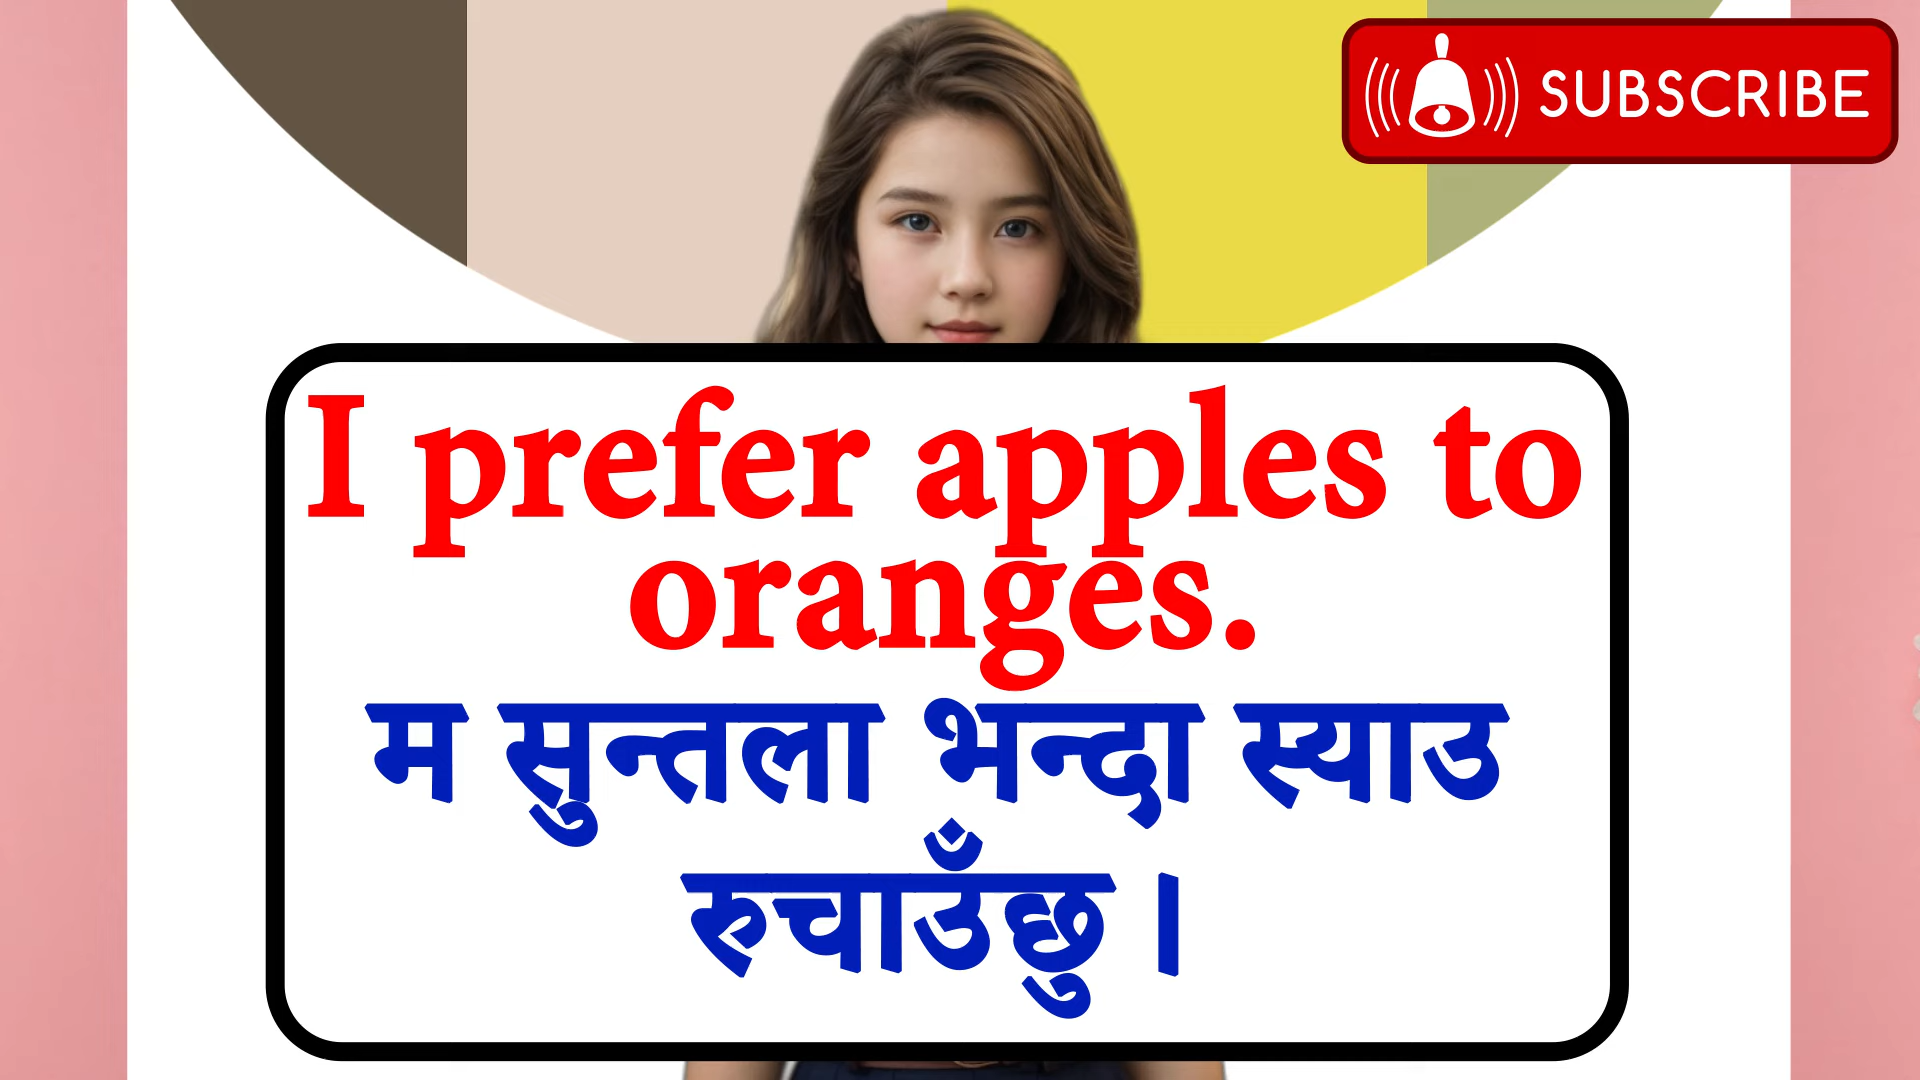 SUBSCRIBE
I prefer apples to
oranges.
म सुन्तला भन्दा स्याउ
रुचाउँछु ।